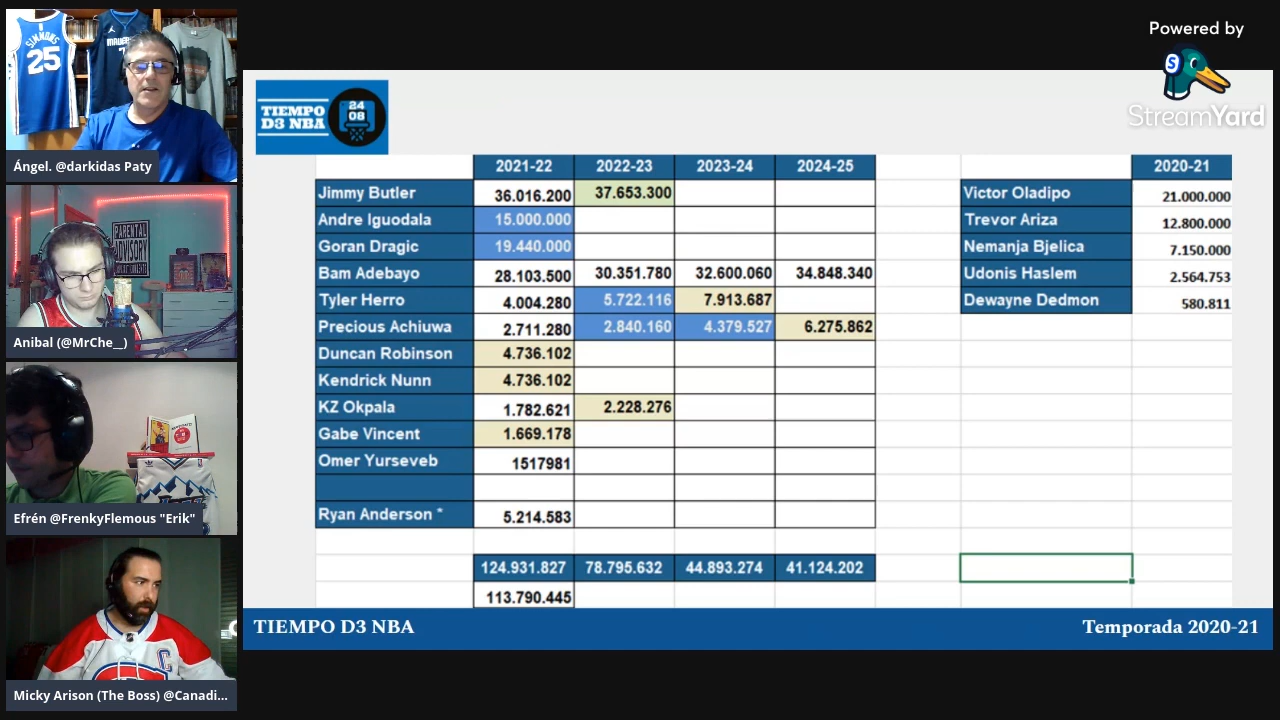 Powered by
S
StreamYard
SIMMONS
25
Ángel. @darkidas Paty
PARENTAL
ADVISORY
Anibal (@MrChe__)
Efrén @FrenkyFlemous "Erik"
C
Micky Arison (The Boss) @Canadi...
TIEMPO
D3 NBA
24
08
2021-22 2022-23 2023-24 2024-25 2020-21
Jimmy Butler 36.016.200 37.653.300 Victor Oladipo 21.000.000
Andre Iguodala 15.000.000 Trevor Ariza 12.800.000
Goran Dragic 19.440.000 Nemanja Bjelica 7.150.000
Bam Adebayo 28.103.500 30.351.780 32.600.060 34.848.340 Udonis Haslem 2.564.753
Tyler Herro 4.004.280 5.722.116 7.913.687 Dewayne Dedmon 580.811
Precious Achiuwa 2.711.280 2.840.160 4.379.527 6.275.862
Duncan Robinson 4.736.102
Kendrick Nunn 4.736.102
KZ Okpala 1.782.621 2.228.276
Gabe Vincent 1.669.178
Omer Yurseveb 1517981
Ryan Anderson * 5.214.583
124.931.827 78.795.632 44.893.274 41.124.202
113.790.445
TIEMPO D3 NBA
Temporada 2020-21